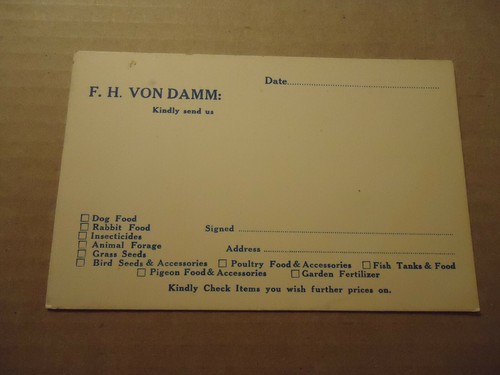 Date
F. H. VON DAMM:
Kindly send us
Dog Food
Rabbit Food
Signed
Insecticides
Animal Forage
Address
Grass Seeds
Bird Seeds & Accessories Poultry Food & Accessories Fish Tanks & Food
Pigeon Food & Accessories Garden Fertilizer
Kindly Check Items you wish further prices on.